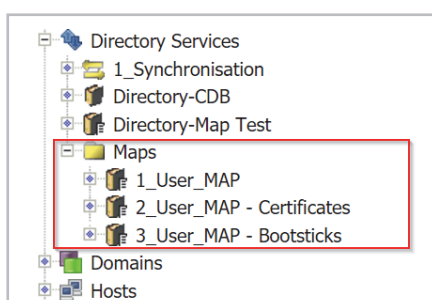 Directory Services
1_Synchronisation
Directory-CDB
Directory-Map Test
Maps
1_User_MAP
2_User_MAP - Certificates
3_User_MAP - Bootsticks
Domains
Hosts